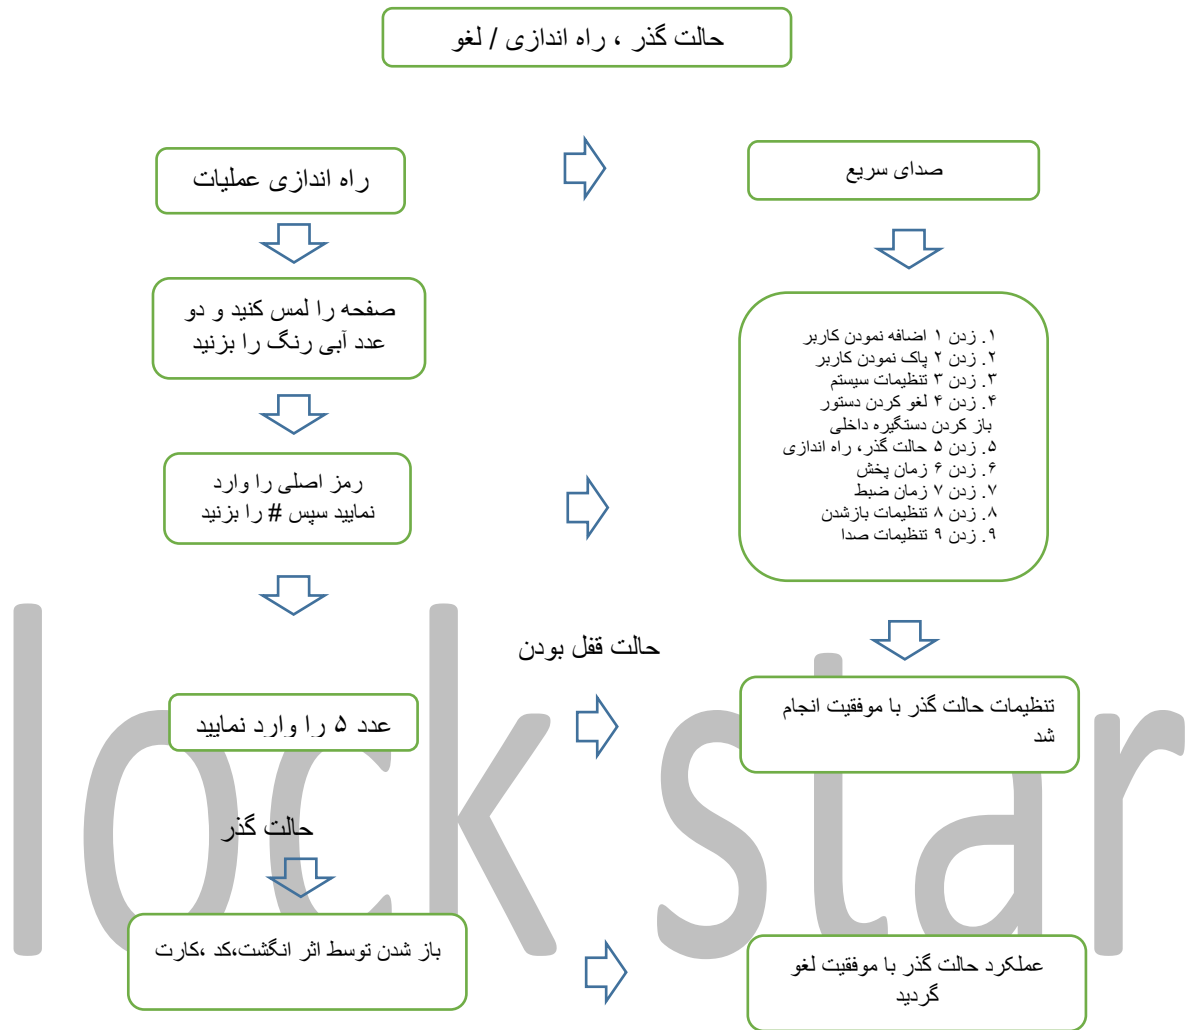 حالت گذر ، راه اندازی / لغو
راه اندازی عملیات
صدای سریع
صفحه را لمس کنید و دو
عدد آبی رنگ را بزنید
۱. زدن ۱ اضافه نمودن کاربر
۲. زدن ۲ پاک نمودن کاربر
۳. زدن ۳ تنظیمات سیستم
۴. زدن ۴ لغو کردن دستور
باز کردن دستگیره داخلی
۵. زدن ۵ حالت گذر، راه اندازی
۶. زدن ۶ زمان پخش
۷. زدن ۷ زمان ضبط
۸. زدن ۸ تنظیمات بازشدن
۹. زدن ۹ تنظیمات صدا
رمز اصلی را وارد
نمایید سپس # را بزنید
حالت قفل بودن
عدد ۵ را وارد نمایید
تنظیمات حالت گذر با موفقیت انجام
شد
حالت گذر
باز شدن توسط اثر انگشت،کد ،کارت
عملکرد حالت گذر با موفقیت لغو
گردید
lock star